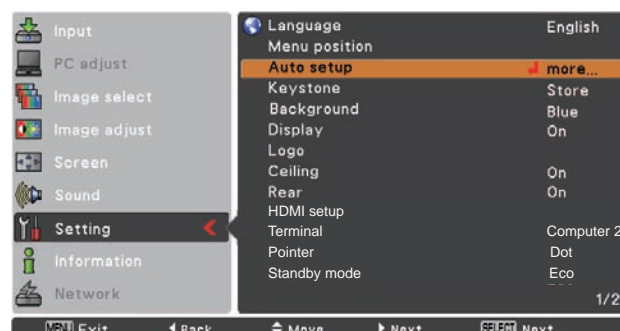 Input
PC adjust
Image select
Image adjust
Screen
Sound
Setting
Information
Network
Language English
Menu position
Auto setup more...
Keystone Store
Background Blue
Display On
Logo
Ceiling On
Rear On
HDMI setup
Terminal Computer 2
Pointer Dot
Standby mode Eco
1/2
MENU Exit Back Move Next SELECT Next